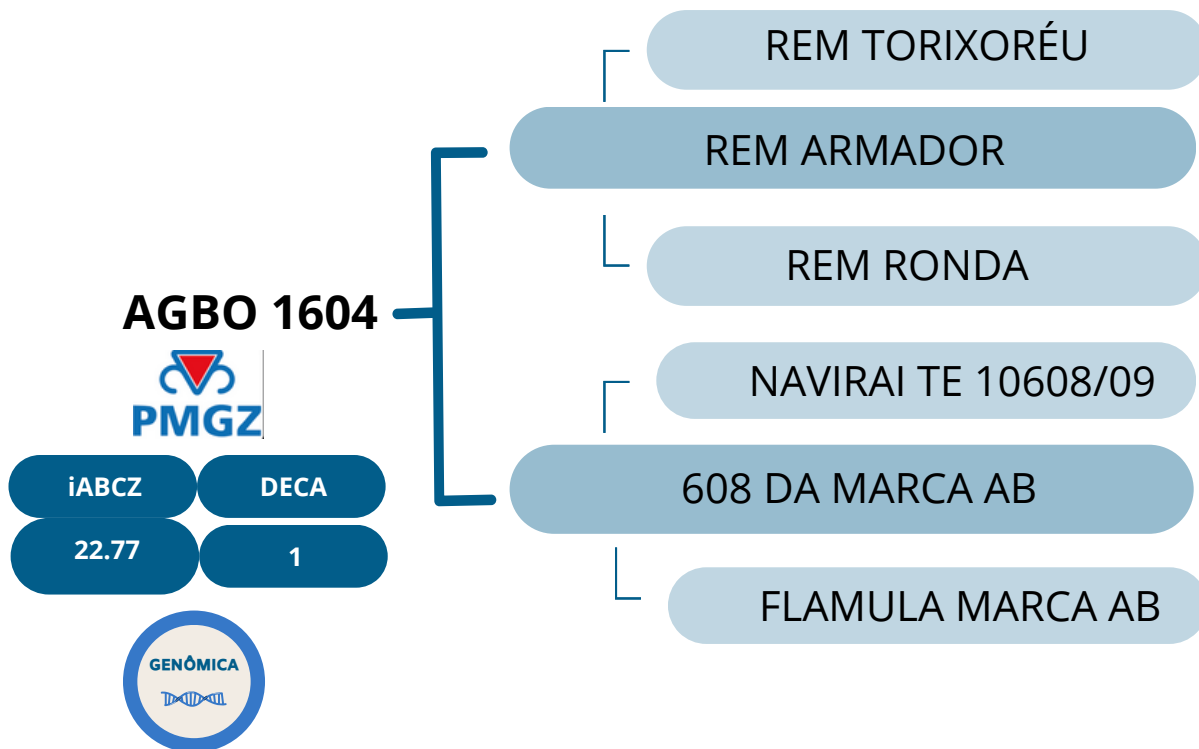 REM TORIXORÉU
REM ARMADOR
REM RONDA
AGBO 1604
NAVIRAI TE 10608/09
PMGZ
iABCZ
DECA
608 DA MARCA AB
22.77
1
FLAMULA MARCA AB
GENÔMICA